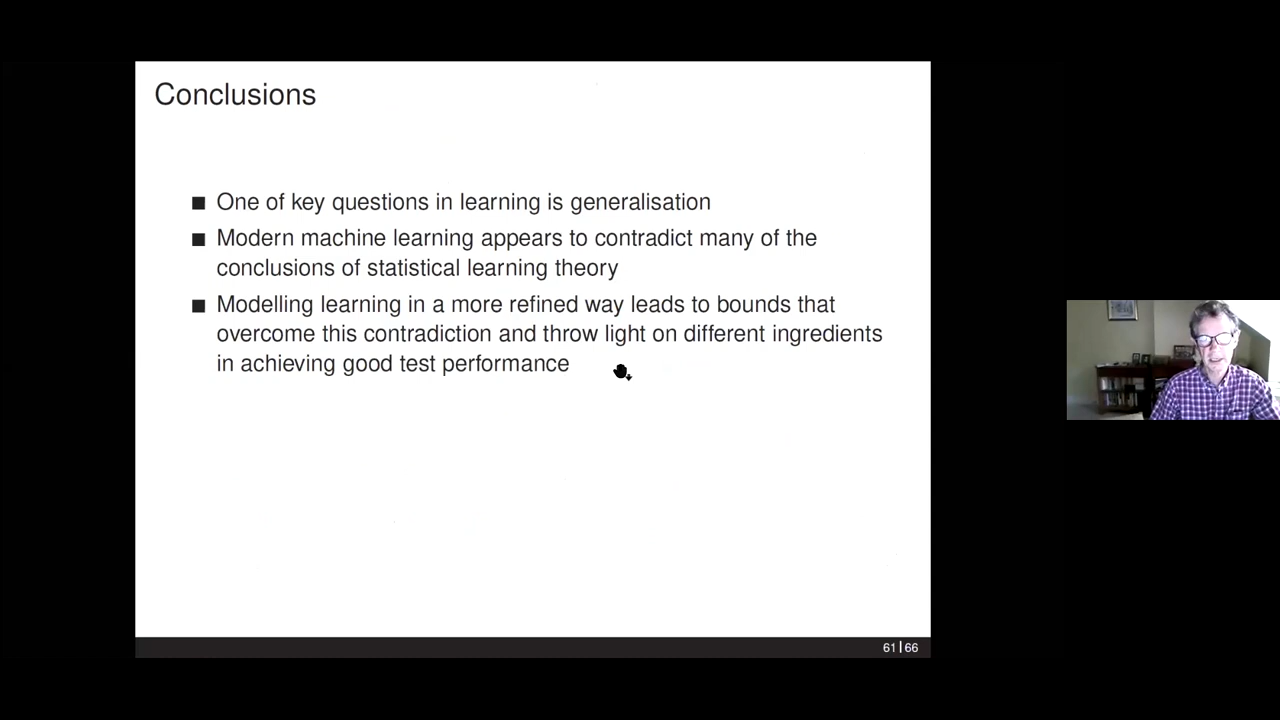 Conclusions
One of key questions in learning is generalisation
Modern machine learning appears to contradict many of the
conclusions of statistical learning theory
Modelling learning in a more refined way leads to bounds that
overcome this contradiction and throw light on different ingredients
in achieving good test performance
61 | 66